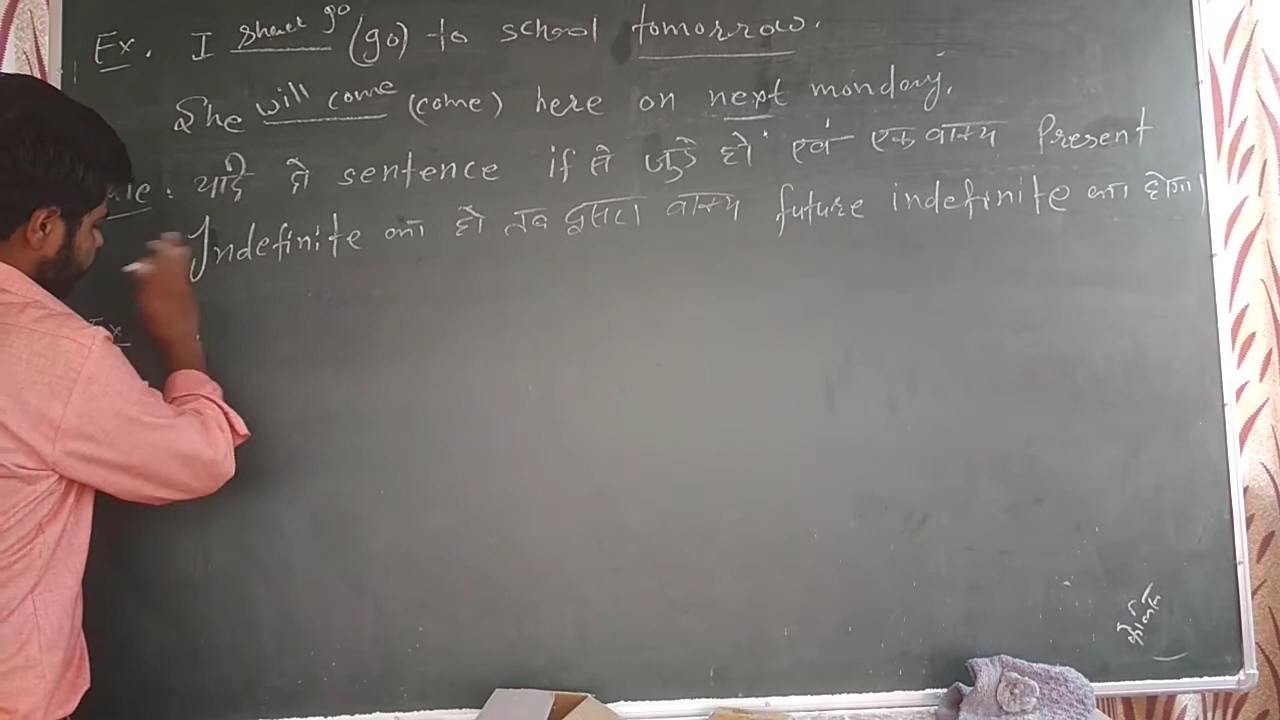 Ex. I shall go (go) to school tomorrow.
She will come (come) here on next monday.
यदि दो sentence if से जुड़े हो एवं एक वाक्य Present
Indefinite का हो तब दूसरा वाक्य future indefinite का होगा।
Ex